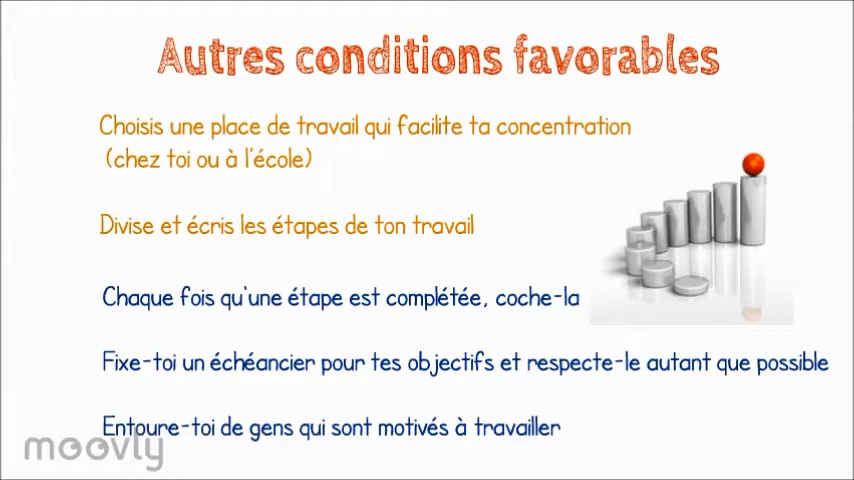 Autres conditions favorables
Choisis une place de travail qui facilite ta concentration
(chez toi ou à l'école)
Divise et écris les étapes de ton travail
Chaque fois qu'une étape est complétée, coche-la
Fixe-toi un échéancier pour tes objectifs et respecte-le autant que possible
Entoure-toi de gens qui sont motivés à travailler
moovly